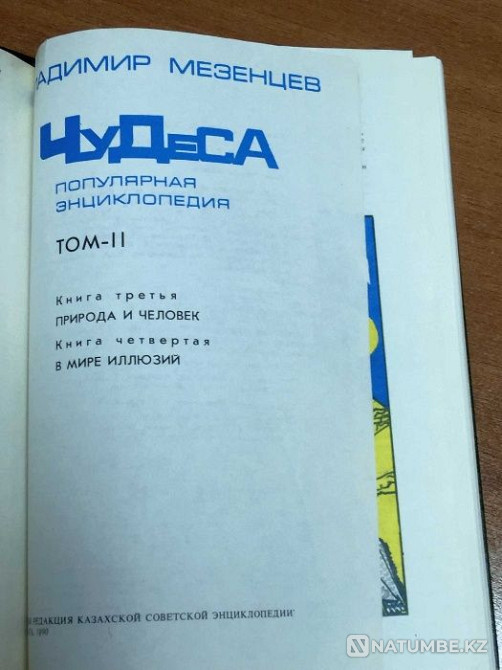 АДИМИР МЕЗЕНЦЕВ
ЧУДЕСА
ПОПУЛЯРНАЯ
ЭНЦИКЛОПЕДИЯ
ТОМ-II
Книга третья
ПРИРОДА И ЧЕЛОВЕК
Книга четвертая
В МИРЕ ИЛЛЮЗИЙ
РЕДАКЦИЯ КАЗАХСКОЙ СОВЕТСКОЙ ЭНЦИКЛОПЕДИИ
NATUMBE.KZ